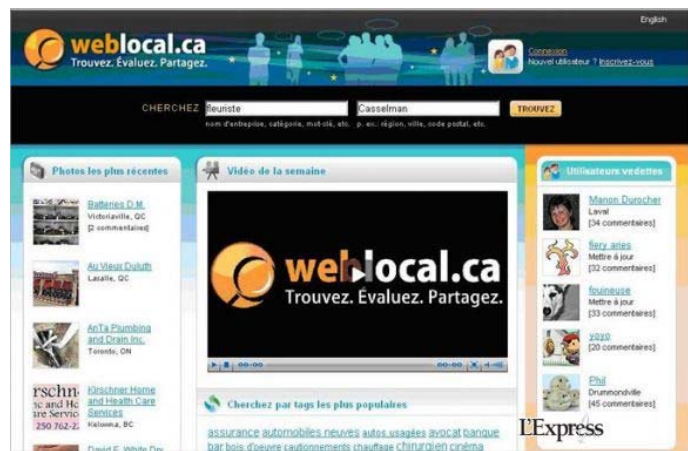 English
weblocal.ca
Trouvez. Évaluez. Partagez.
Connexion
Nouvel utilisateur ? Inscrivez-vous
CHERCHEZ fleuriste Casselman TROUVEZ
nom d'entreprise, catégorie, mot-clé, etc. p. ex.: région, ville, code postal, etc.
Photos les plus récentes
Batteries D.M.
Victoriaville, QC
[2 commentaires]
Au Vieux Duluth
Lasalle, QC
AnTa Plumbing
and Drain Inc.
Toronto, ON
Kirschner Home
and Health Care
Services
Kelowna, BC
David E. White Dry
Vidéo de la semaine
weblocal.ca
Trouvez. Évaluez. Partagez.
00:00 00:00
Cherchez par tags les plus populaires
assurance automobiles neuves autos usagées avocat banque
bar bois d'oeuvre cautionnements chauffage chirurgien cinéma
Utilisateurs vedettes
Manon Durocher
Laval
[34 commentaires]
fiery aries
Mettre à jour
[32 commentaires]
fouineuse
Mettre à jour
[33 commentaires]
yoyo
[20 commentaires]
Phil
Drummondville
[45 commentaires]
L'Express